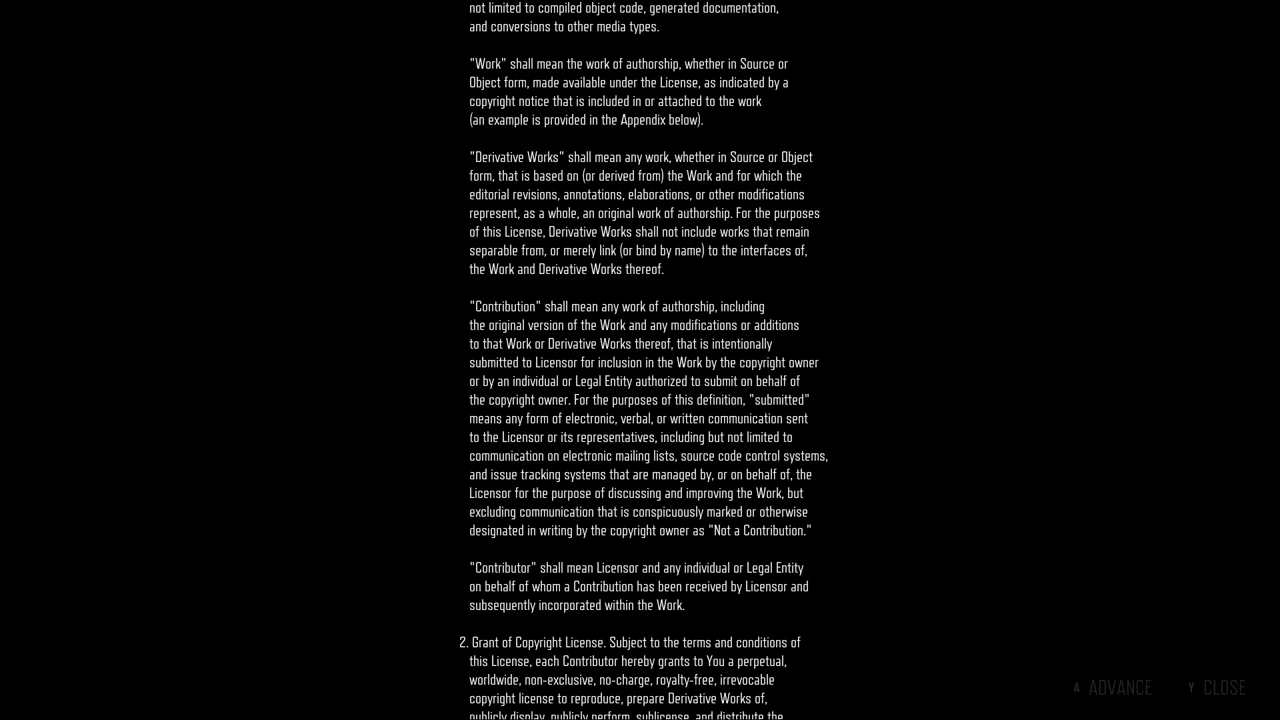 not limited to compiled object code, generated documentation,
and conversions to other media types.
"Work" shall mean the work of authorship, whether in Source or
Object form, made available under the License, as indicated by a
copyright notice that is included in or attached to the work
(an example is provided in the Appendix below).
"Derivative Works" shall mean any work, whether in Source or Object
form, that is based on (or derived from) the Work and for which the
editorial revisions, annotations, elaborations, or other modifications
represent, as a whole, an original work of authorship. For the purposes
of this License, Derivative Works shall not include works that remain
separable from, or merely link (or bind by name) to the interfaces of,
the Work and Derivative Works thereof.
"Contribution" shall mean any work of authorship, including
the original version of the Work and any modifications or additions
to that Work or Derivative Works thereof, that is intentionally
submitted to Licensor for inclusion in the Work by the copyright owner
or by an individual or Legal Entity authorized to submit on behalf of
the copyright owner. For the purposes of this definition, "submitted"
means any form of electronic, verbal, or written communication sent
to the Licensor or its representatives, including but not limited to
communication on electronic mailing lists, source code control systems,
and issue tracking systems that are managed by, or on behalf of, the
Licensor for the purpose of discussing and improving the Work, but
excluding communication that is conspicuously marked or otherwise
designated in writing by the copyright owner as "Not a Contribution."
"Contributor" shall mean Licensor and any individual or Legal Entity
on behalf of whom a Contribution has been received by Licensor and
subsequently incorporated within the Work.
2. Grant of Copyright License. Subject to the terms and conditions of
this License, each Contributor hereby grants to You a perpetual,
worldwide, non-exclusive, no-charge, royalty-free, irrevocable
copyright license to reproduce, prepare Derivative Works of,
publicly display, publicly perform, sublicense, and distribute the
A ADVANCE Y CLOSE